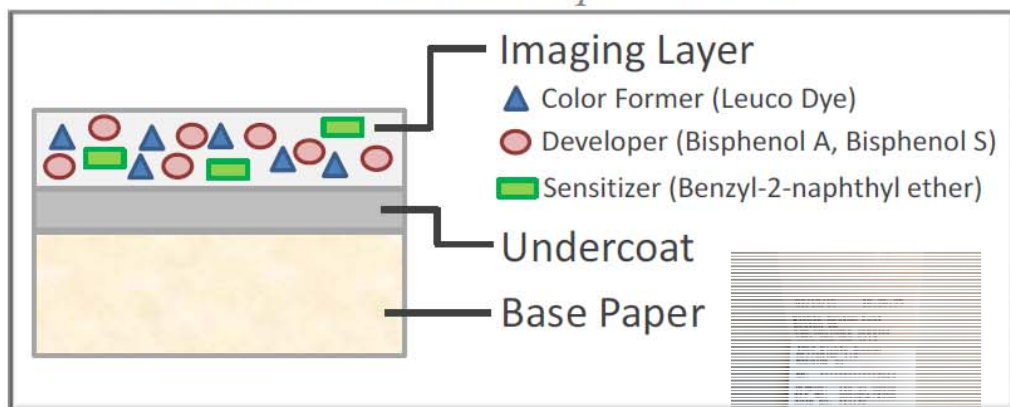 Imaging Layer
Color Former (Leuco Dye)
Developer (Bisphenol A, Bisphenol S)
Sensitizer (Benzyl-2-naphthyl ether)
Undercoat
Base Paper